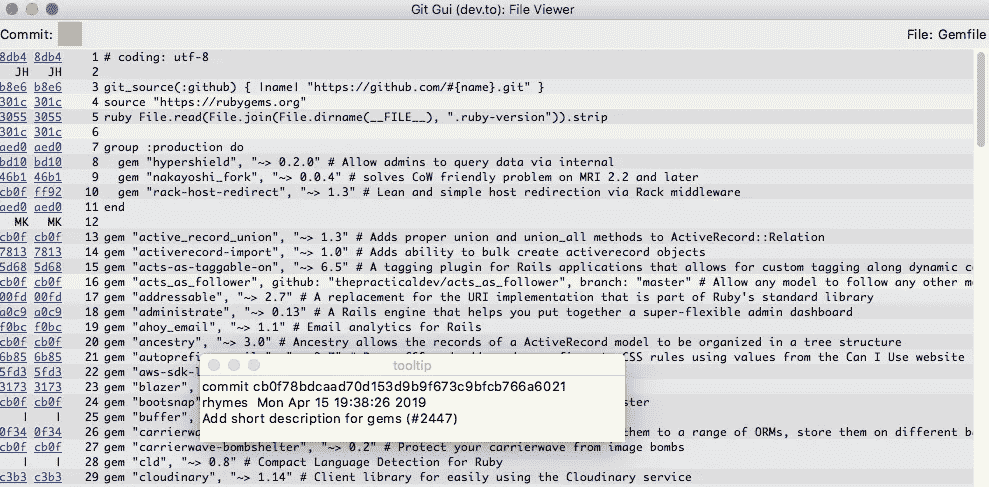 Git Gui (dev.to): File Viewer
Commit:
File: Gemfile
8db4 8db4 1 # coding: utf-8
JH JH 2
b8e6 b8e6 3 git_source(:github) { |name| "https://github.com/#{name}.git" }
301c 301c 4 source "https://rubygems.org"
3055 3055 5 ruby File.read(File.join(File.dirname(__FILE__), ".ruby-version")).strip
301c 301c 6
aed0 aed0 7 group :production do
bd10 bd10 8 gem "hypershield", "~> 0.2.0" # Allow admins to query data via internal
46b1 46b1 9 gem "nakayoshi_fork", "~> 0.0.4" # solves CoW friendly problem on MRI 2.2 and later
cb0f ff92 10 gem "rack-host-redirect", "~> 1.3" # Lean and simple host redirection via Rack middleware
aed0 aed0 11 end
MK MK 12
cb0f cb0f 13 gem "active_record_union", "~> 1.3" # Adds proper union and union_all methods to ActiveRecord::Relation
7813 7813 14 gem "activerecord-import", "~> 1.0" # Adds ability to bulk create activerecord objects
5d68 5d68 15 gem "acts-as-taggable-on", "~> 6.5" # A tagging plugin for Rails applications that allows for custom tagging along dynamic c
cb0f cb0f 16 gem "acts_as_follower", github: "thepracticaldev/acts_as_follower", branch: "master" # Allow any model to follow any other m
00fd 00fd 17 gem "addressable", "~> 2.7" # A replacement for the URI implementation that is part of Ruby's standard library
a0c9 a0c9 18 gem "administrate", "~> 0.13" # A Rails engine that helps you put together a super-flexible admin dashboard
f0bc f0bc 19 gem "ahoy_email", "~> 1.1" # Email analytics for Rails
cb0f cb0f 20 gem "ancestry", "~> 3.0" # Ancestry allows the records of a ActiveRecord model to be organized in a tree structure
6b85 6b85 21 gem "autoprefi CSS rules using values from the Can I Use website
5fd3 5fd3 22 gem "aws-sdk-l
3173 3173 23 gem "blazer",
cb0f cb0f 24 gem "bootsnap" ster
| | 25 gem "buffer",
0f34 0f34 26 gem "carrierwa them to a range of ORMs, store them on different b
cb0f cb0f 27 gem "carrierwave-bombshelter", "~> 0.2" # Protect your carrierwave from image bombs
| | 28 gem "cld", "~> 0.8" # Compact Language Detection for Ruby
c3b3 c3b3 29 gem "cloudinary", "~> 1.14" # Client library for easily using the Cloudinary service
tooltip
commit cb0f78bdcaad70d153d9b9f673c9bfcb766a6021
rhymes Mon Apr 15 19:38:26 2019
Add short description for gems (#2447)